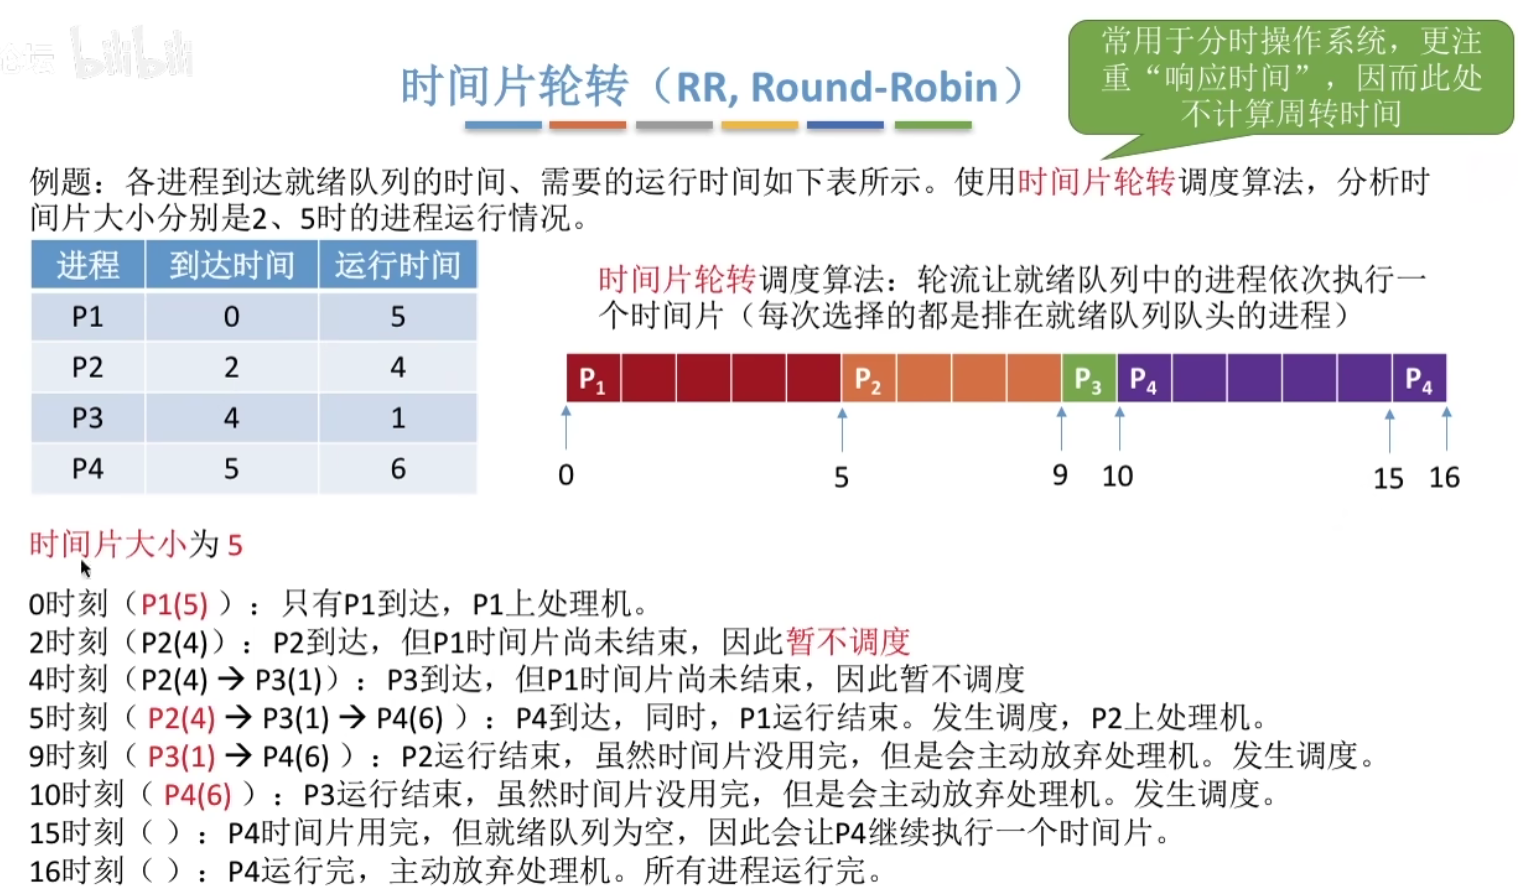 论坛 bilibili
时间片轮转（RR, Round-Robin）
常用于分时操作系统，更注
重“响应时间”，因而此处
不计算周转时间
例题：各进程到达就绪队列的时间、需要的运行时间如下表所示。使用时间片轮转调度算法，分析时
间片大小分别是2、5时的进程运行情况。
进程 到达时间 运行时间
P1 0 5
P2 2 4
P3 4 1
P4 5 6
时间片轮转调度算法：轮流让就绪队列中的进程依次执行一
个时间片（每次选择的都是排在就绪队列队头的进程）
P1 P2 P3 P4 P4
0 5 9 10 15 16
时间片大小为 5
0时刻（P1(5) ）：只有P1到达，P1上处理机。
2时刻（P2(4)）：P2到达，但P1时间片尚未结束，因此暂不调度
4时刻（P2(4) → P3(1)）：P3到达，但P1时间片尚未结束，因此暂不调度
5时刻（ P2(4) → P3(1) → P4(6) ）：P4到达，同时，P1运行结束。发生调度，P2上处理机。
9时刻（ P3(1) → P4(6) ）：P2运行结束，虽然时间片没用完，但是会主动放弃处理机。发生调度。
10时刻（ P4(6) ）：P3运行结束，虽然时间片没用完，但是会主动放弃处理机。发生调度。
15时刻（ ）：P4时间片用完，但就绪队列为空，因此会让P4继续执行一个时间片。
16时刻（ ）：P4运行完，主动放弃处理机。所有进程运行完。